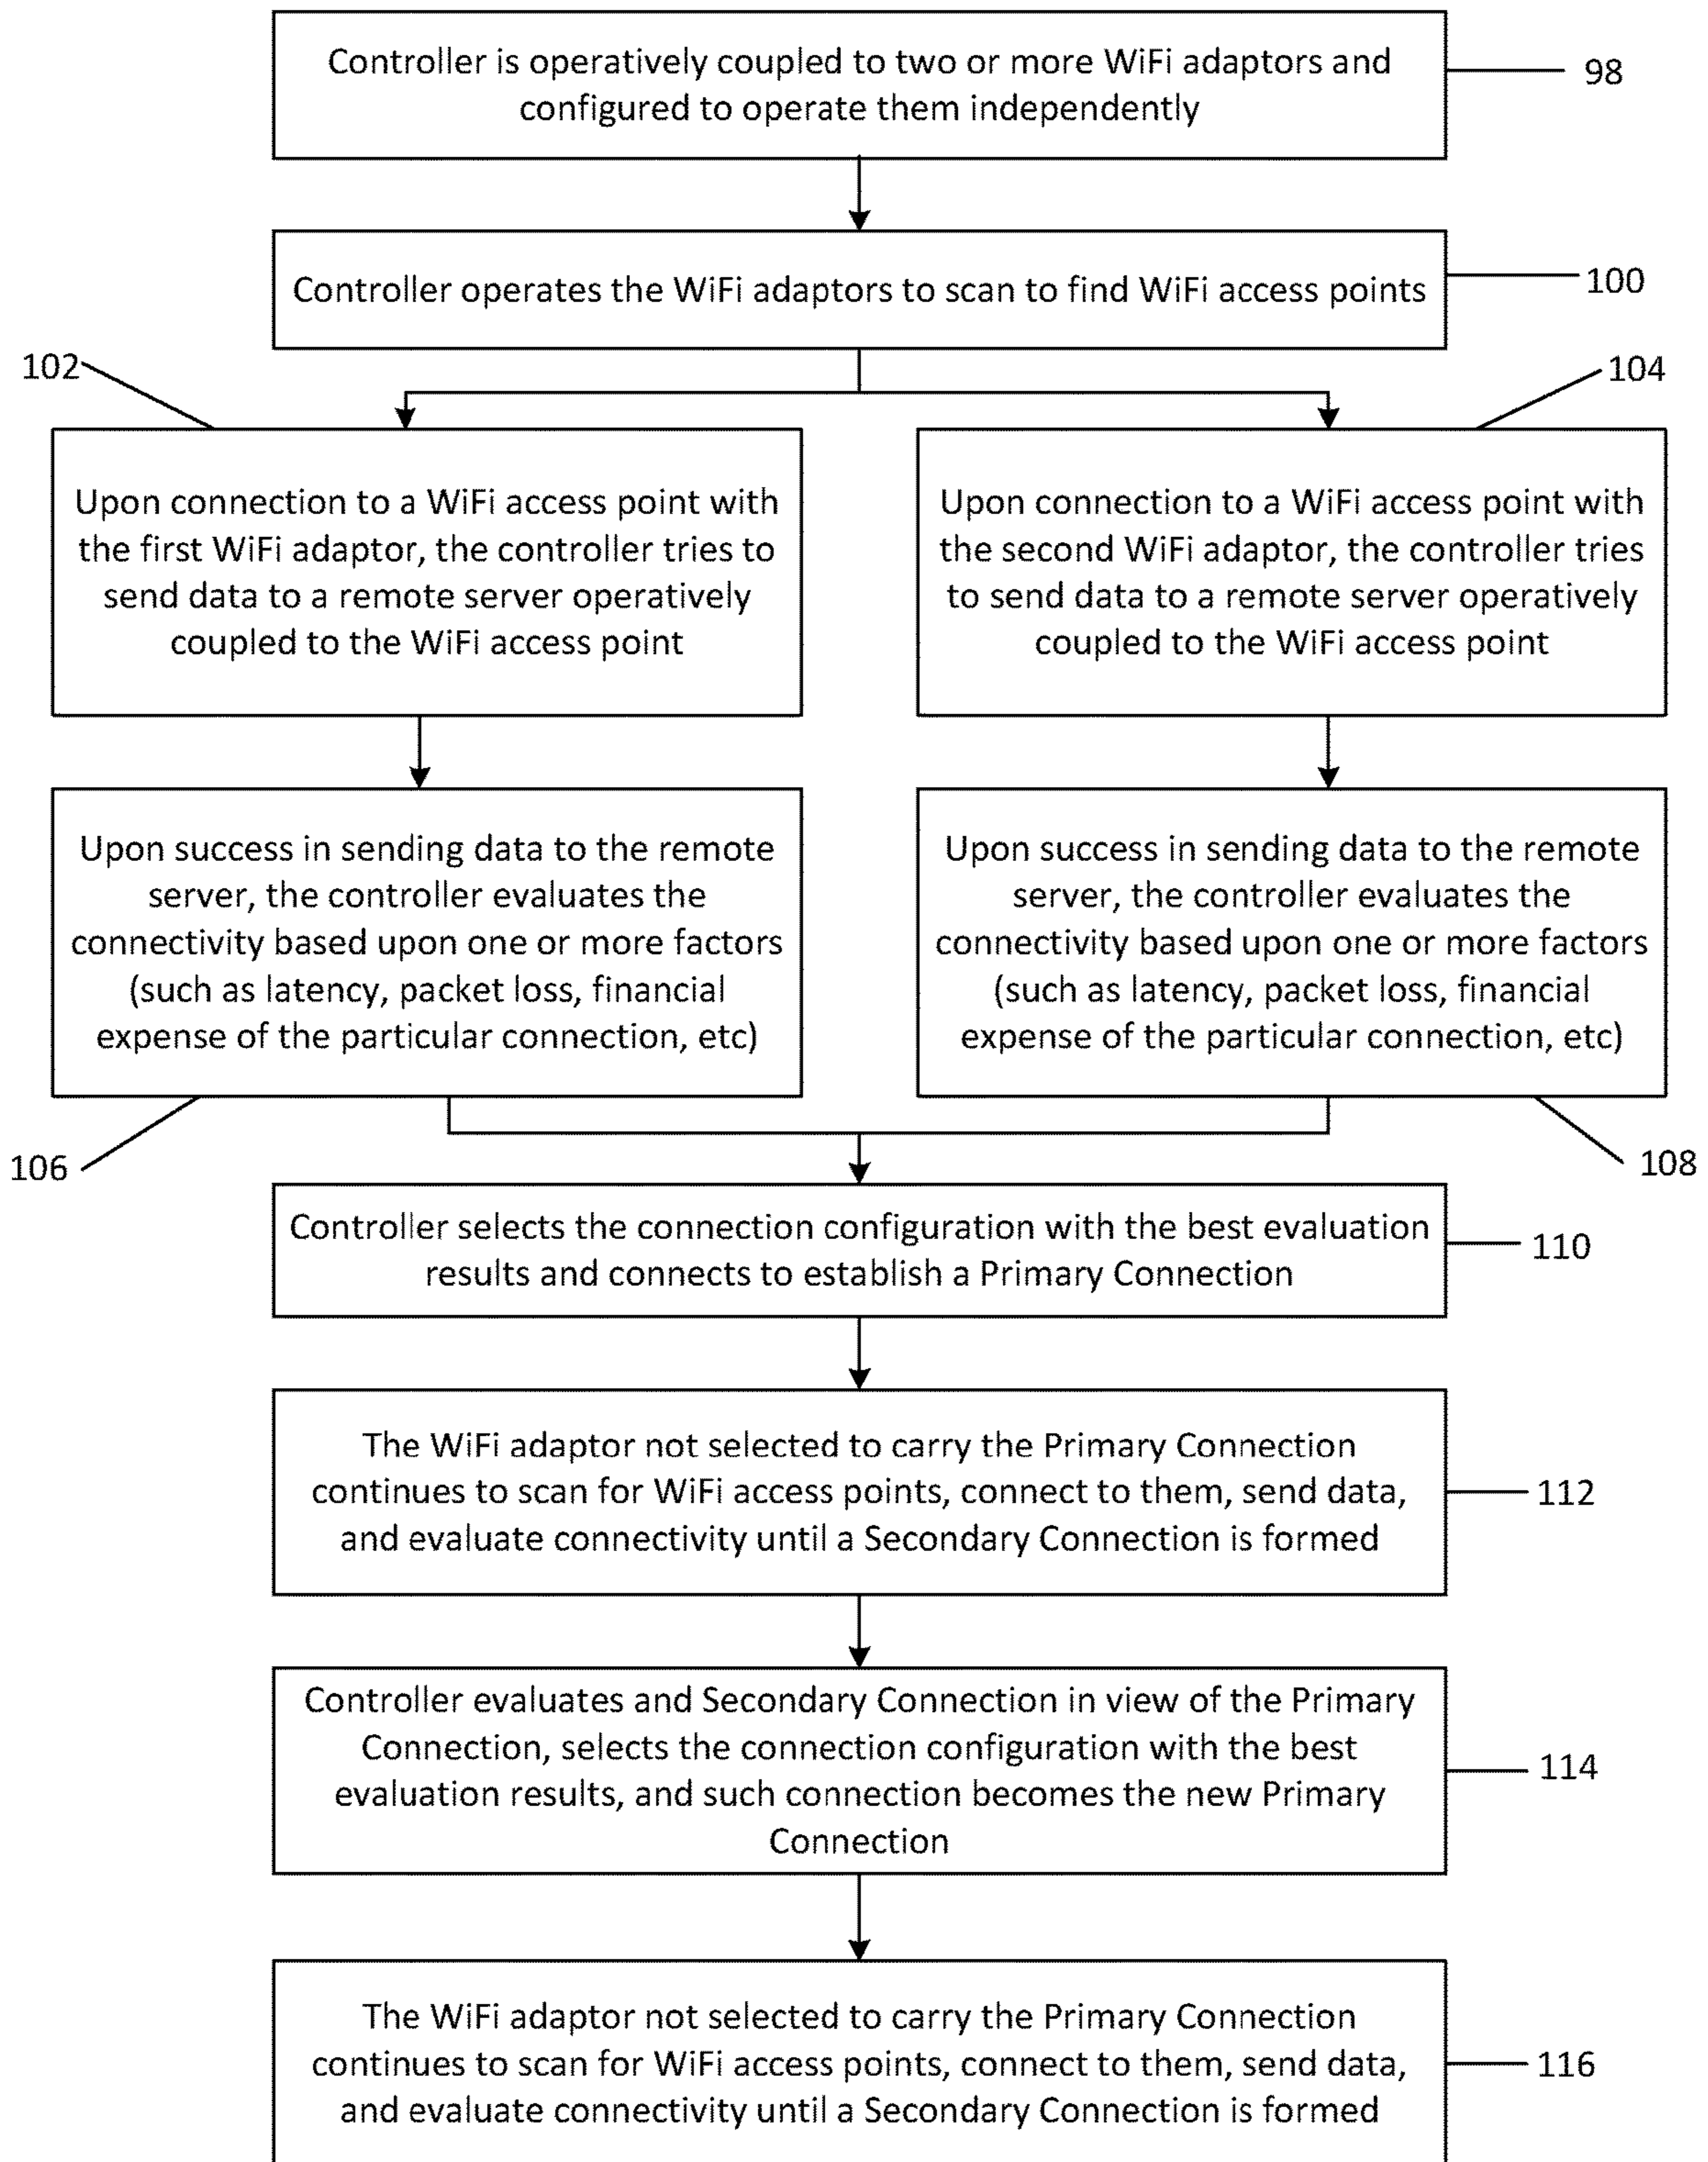 Controller is operatively coupled to two or more WiFi adaptors and
configured to operate them independently
98
Controller operates the WiFi adaptors to scan to find WiFi access points
100
102
104
Upon connection to a WiFi access point with
the first WiFi adaptor, the controller tries to
send data to a remote server operatively
coupled to the WiFi access point
Upon connection to a WiFi access point with
the second WiFi adaptor, the controller tries
to send data to a remote server operatively
coupled to the WiFi access point
Upon success in sending data to the remote
server, the controller evaluates the
connectivity based upon one or more factors
(such as latency, packet loss, financial
expense of the particular connection, etc)
Upon success in sending data to the remote
server, the controller evaluates the
connectivity based upon one or more factors
(such as latency, packet loss, financial
expense of the particular connection, etc)
106
108
Controller selects the connection configuration with the best evaluation
results and connects to establish a Primary Connection
110
The WiFi adaptor not selected to carry the Primary Connection
continues to scan for WiFi access points, connect to them, send data,
and evaluate connectivity until a Secondary Connection is formed
112
Controller evaluates and Secondary Connection in view of the Primary
Connection, selects the connection configuration with the best
evaluation results, and such connection becomes the new Primary
Connection
114
The WiFi adaptor not selected to carry the Primary Connection
continues to scan for WiFi access points, connect to them, send data,
and evaluate connectivity until a Secondary Connection is formed
116